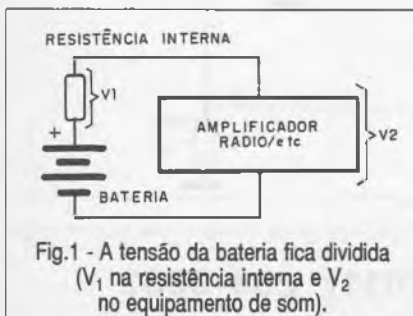 RESISTÊNCIA INTERNA
V1
+
AMPLIFICADOR
RADIO/etc
V2
BATERIA
Fig.1 - A tensão da bateria fica dividida
(V₁ na resistência interna e V₂
no equipamento de som).